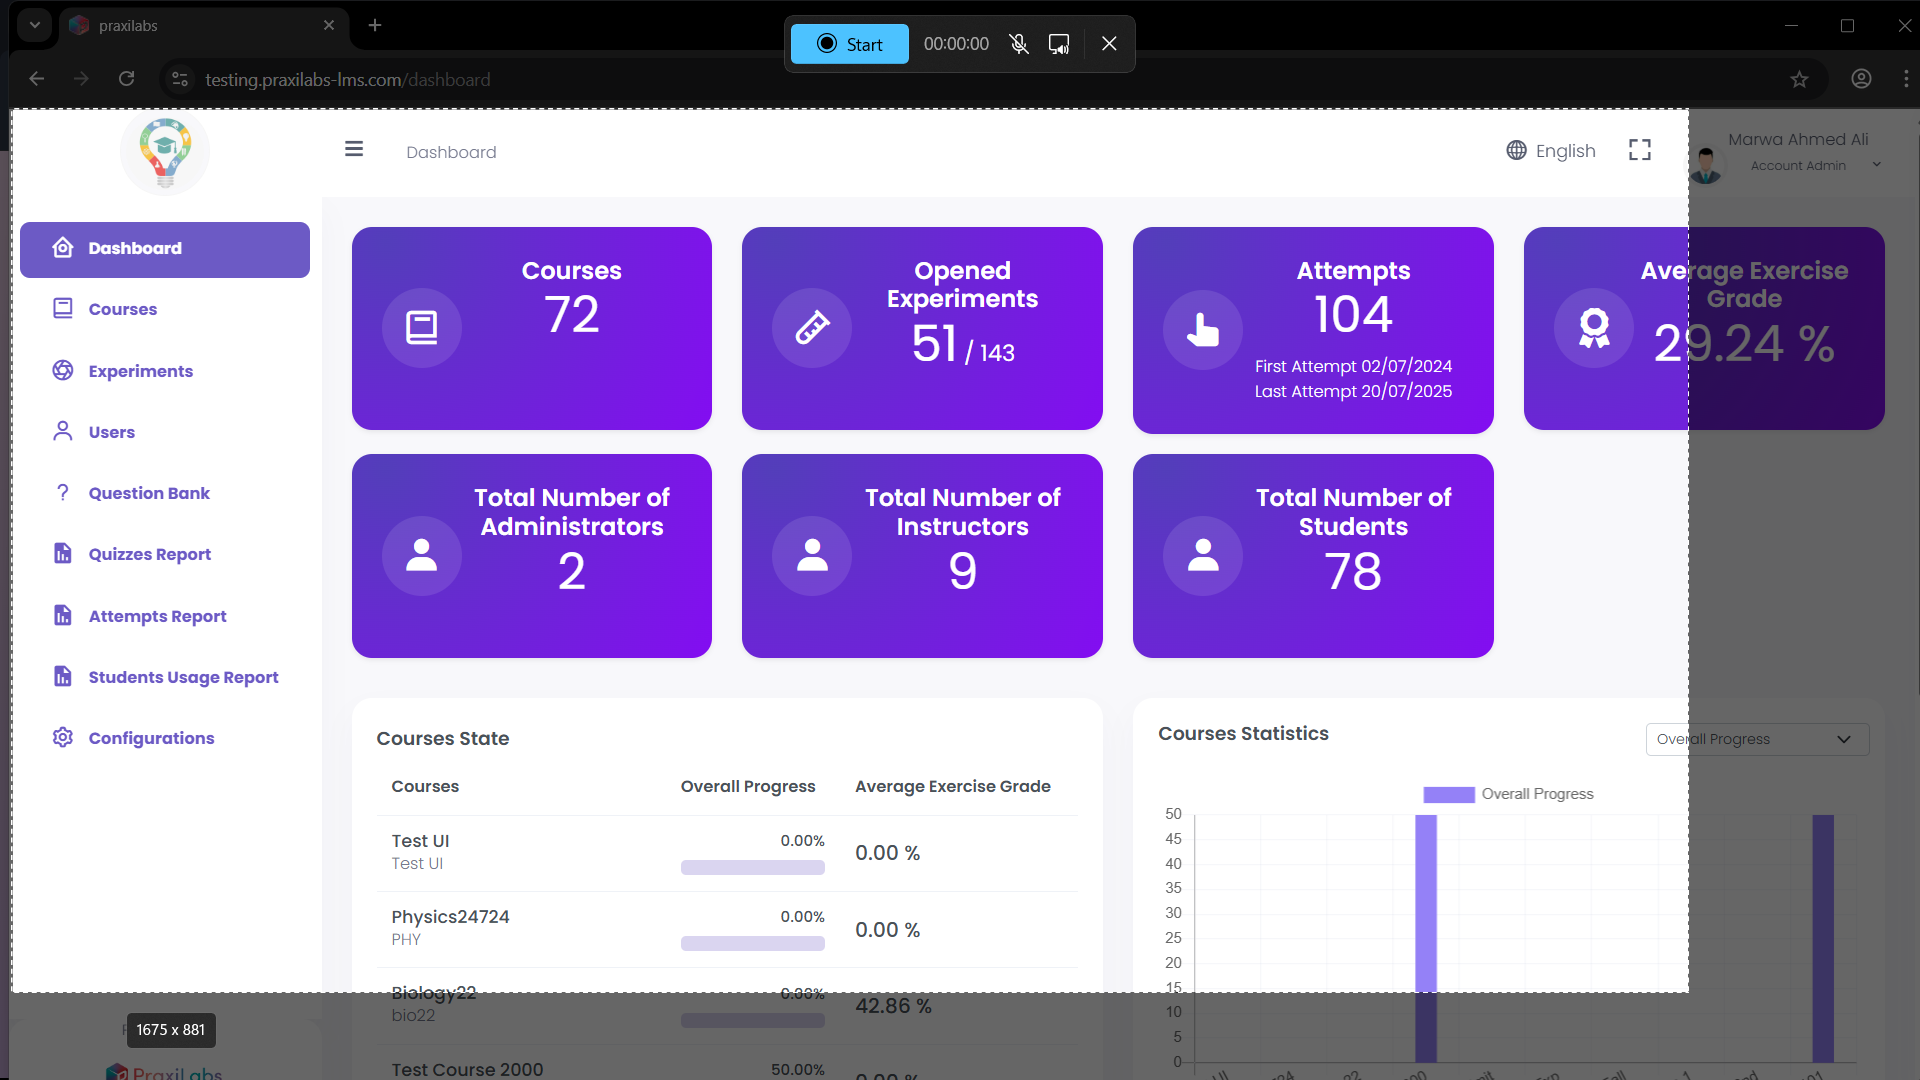 praxilabs
Start
00:00:00
testing.praxilabs-lms.com/dashboard
Dashboard
English
Marwa Ahmed Ali
Account Admin
Dashboard
Courses
Experiments
Users
Question Bank
Quizzes Report
Attempts Report
Students Usage Report
Configurations
Courses
72
Opened
Experiments
51 / 143
Attempts
104
First Attempt 02/07/2024
Last Attempt 20/07/2025
Average Exercise
Grade
29.24 %
Total Number of
Administrators
2
Total Number of
Instructors
9
Total Number of
Students
78
Courses State
Courses Overall Progress Average Exercise Grade
Test UI 0.00% 0.00 %
Test UI
Physics24724 0.00% 0.00 %
PHY
Biology22 0.00% 42.86 %
bio22
Test Course 2000 50.00% 0.00 %
Courses Statistics
Overall Progress
Overall Progress
50
45
40
35
30
25
20
15
10
5
0
1675 x 881
PraxiLabs